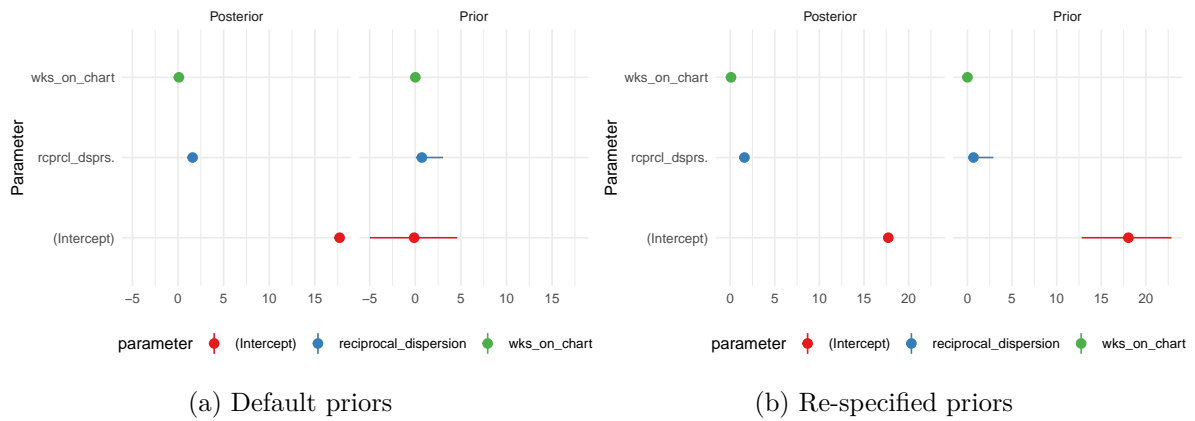 Posterior Prior
wks_on_chart
rcprcl_dsprs.
(Intercept)
Parameter
−5 0 5 10 15 −5 0 5 10 15
parameter (Intercept) reciprocal_dispersion wks_on_chart
(a) Default priors
Posterior Prior
wks_on_chart
rcprcl_dsprs.
(Intercept)
Parameter
0 5 10 15 20 0 5 10 15 20
parameter (Intercept) reciprocal_dispersion wks_on_chart
(b) Re-specified priors